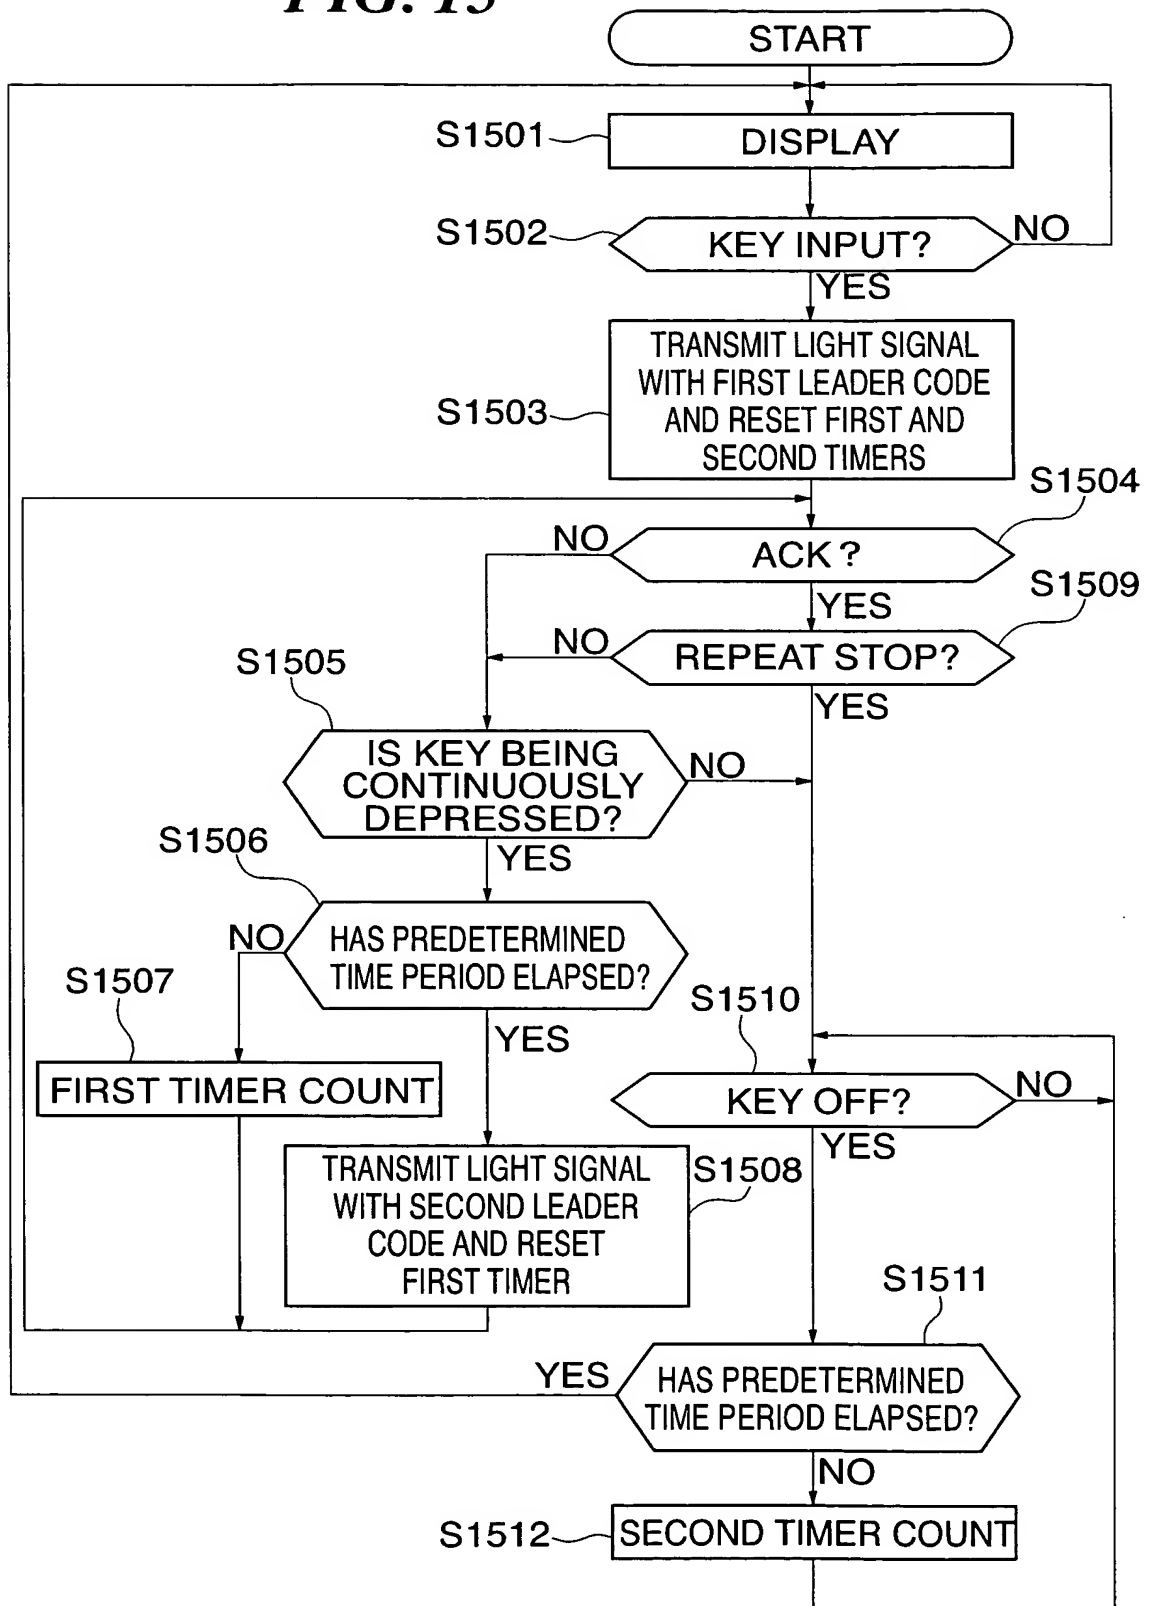 FIG. 15
START
S1501
DISPLAY
S1502
KEY INPUT?
NO
YES
S1503
TRANSMIT LIGHT SIGNAL
WITH FIRST LEADER CODE
AND RESET FIRST AND
SECOND TIMERS
S1504
NO
ACK ?
YES
S1509
NO
REPEAT STOP?
YES
S1505
IS KEY BEING
CONTINUOUSLY
DEPRESSED?
NO
YES
S1506
NO
HAS PREDETERMINED
TIME PERIOD ELAPSED?
YES
S1507
FIRST TIMER COUNT
S1510
KEY OFF?
NO
YES
S1508
TRANSMIT LIGHT SIGNAL
WITH SECOND LEADER
CODE AND RESET
FIRST TIMER
S1511
YES
HAS PREDETERMINED
TIME PERIOD ELAPSED?
NO
S1512
SECOND TIMER COUNT